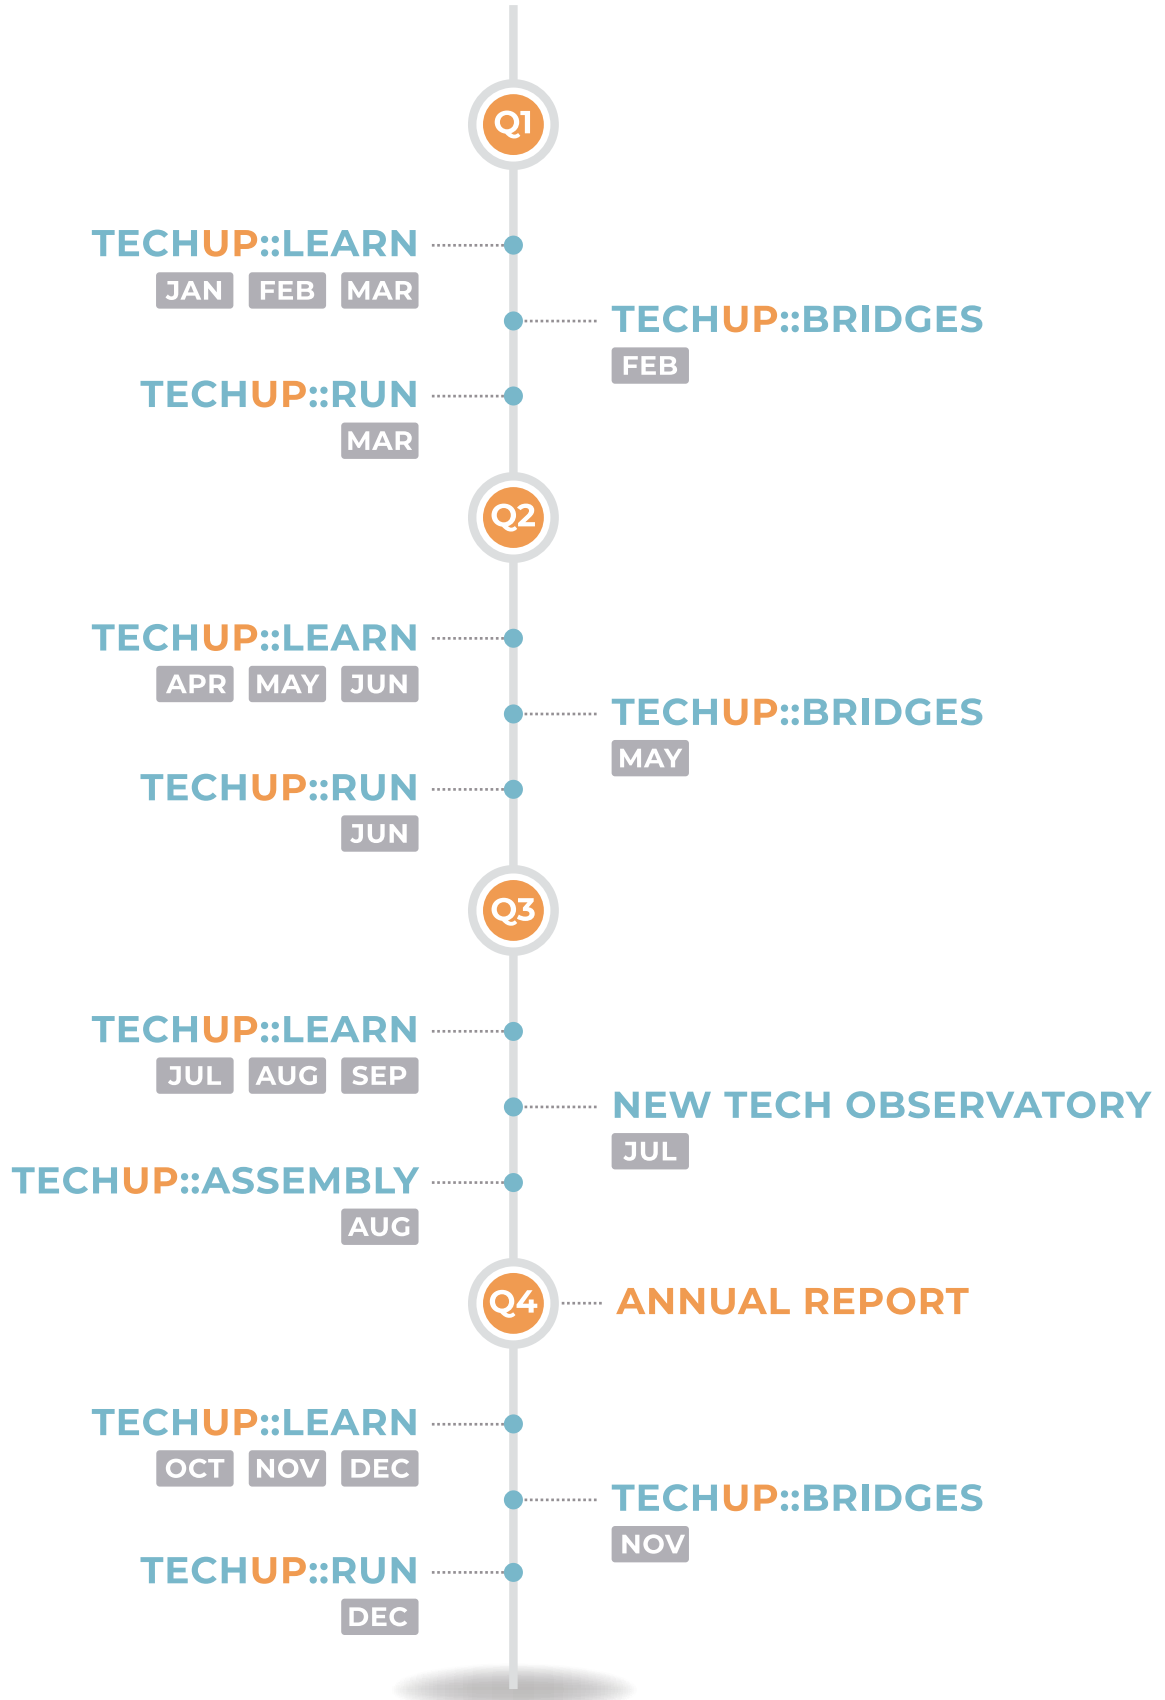 Q1
TECHUP::LEARN
JAN FEB MAR
TECHUP::BRIDGES
FEB
TECHUP::RUN
MAR
Q2
TECHUP::LEARN
APR MAY JUN
TECHUP::BRIDGES
MAY
TECHUP::RUN
JUN
Q3
TECHUP::LEARN
JUL AUG SEP
NEW TECH OBSERVATORY
JUL
TECHUP::ASSEMBLY
AUG
Q4 ANNUAL REPORT
TECHUP::LEARN
OCT NOV DEC
TECHUP::BRIDGES
NOV
TECHUP::RUN
DEC